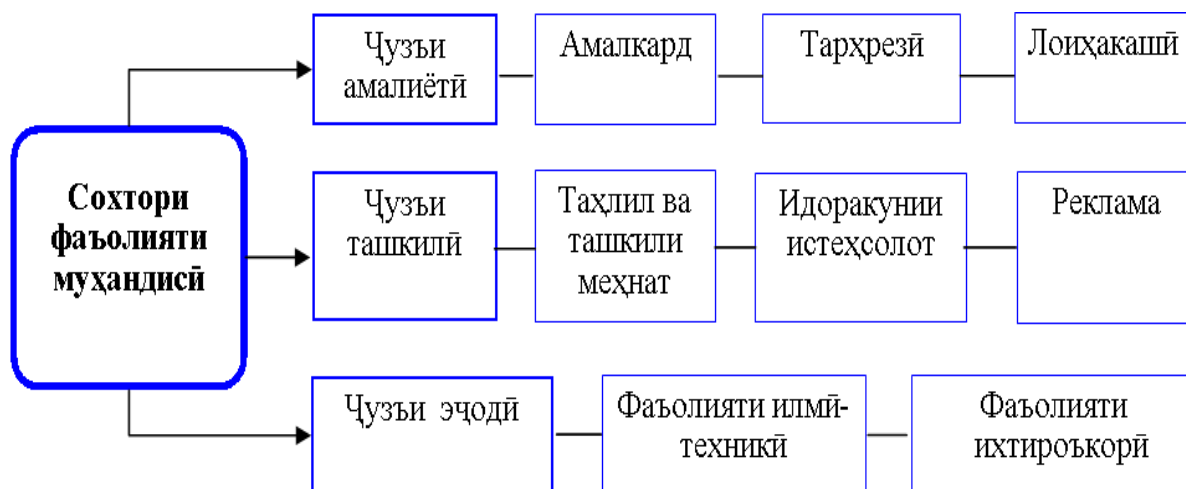 Сохтори
фаъолияти
муҳандисӣ
Ҷузъи
амалиётӣ
Амалкард
Тарҳрезӣ
Лоиҳакашӣ
Ҷузъи
ташкилӣ
Таҳлил ва
ташкили
меҳнат
Идоракунии
истеҳсолот
Реклама
Ҷузъи эҷодӣ
Фаъолияти илмӣ-
техникӣ
Фаъолияти
ихтироъкорӣ